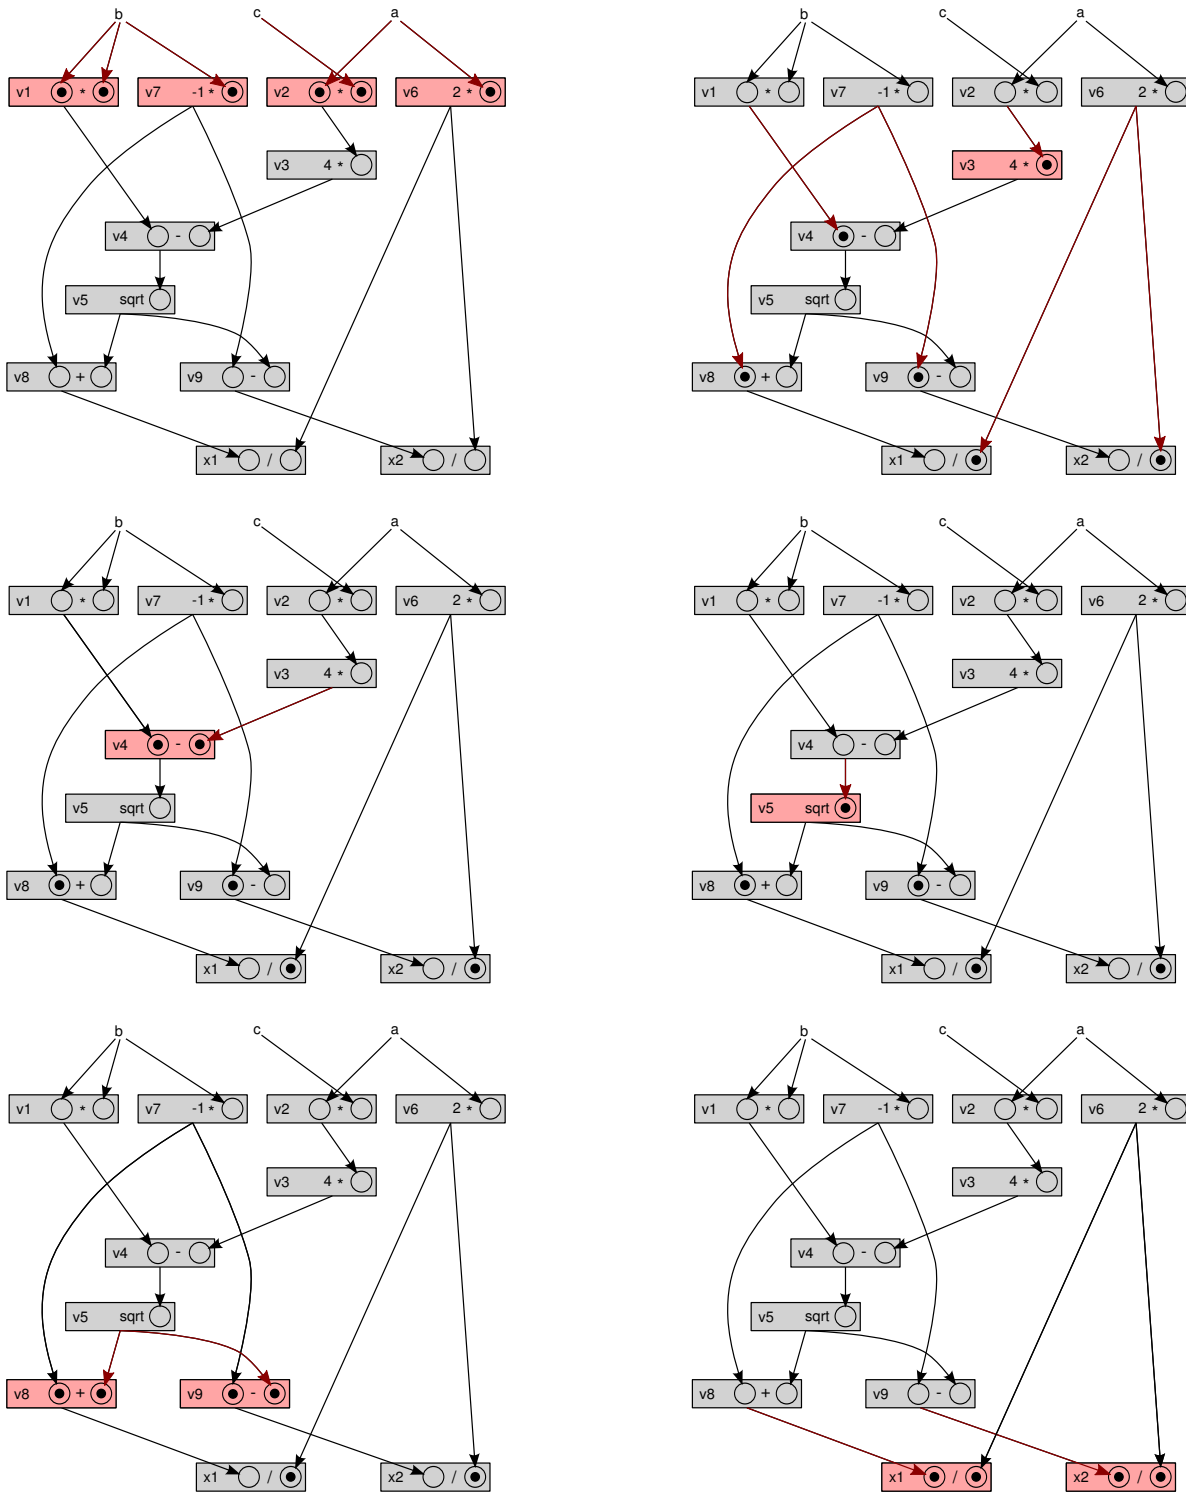 b c a
v1 * v7 -1 * v2 * v6 2 *
v3 4 *
v4 -
v5 sqrt
v8 + v9 -
x1 / x2 /
b c a
v1 * v7 -1 * v2 * v6 2 *
v3 4 *
v4 -
v5 sqrt
v8 + v9 -
x1 / x2 /
b c a
v1 * v7 -1 * v2 * v6 2 *
v3 4 *
v4 -
v5 sqrt
v8 + v9 -
x1 / x2 /
b c a
v1 * v7 -1 * v2 * v6 2 *
v3 4 *
v4 -
v5 sqrt
v8 + v9 -
x1 / x2 /
b c a
v1 * v7 -1 * v2 * v6 2 *
v3 4 *
v4 -
v5 sqrt
v8 + v9 -
x1 / x2 /
b c a
v1 * v7 -1 * v2 * v6 2 *
v3 4 *
v4 -
v5 sqrt
v8 + v9 -
x1 / x2 /